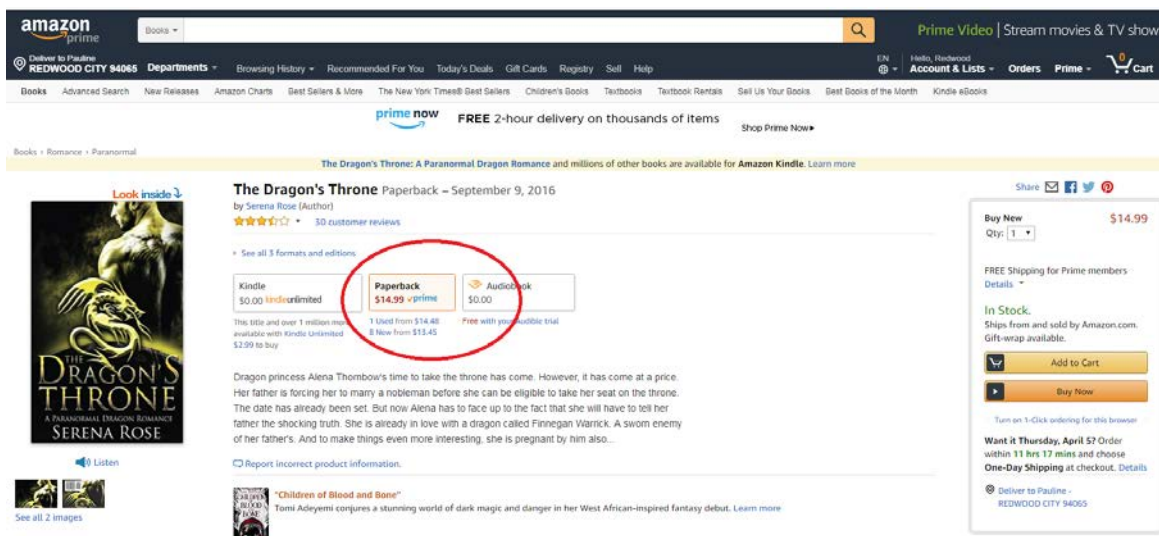 amazon
prime
Books
Prime Video | Stream movies & TV show
Deliver to Pauline
REDWOOD CITY 94065
Departments
Browsing History
Recommended For You
Today's Deals
Gift Cards
Registry
Sell
Help
EN
Hello, Redwood
Account & Lists
Orders
Prime
0
Cart
Books
Advanced Search
New Releases
Amazon Charts
Best Sellers & More
The New York Times® Best Sellers
Children's Books
Textbooks
Textbook Rentals
Sell Us Your Books
Best Books of the Month
Kindle eBooks
prime now
FREE 2-hour delivery on thousands of items
Shop Prime Now▸
Books › Romance › Paranormal
The Dragon's Throne: A Paranormal Dragon Romance and millions of other books are available for Amazon Kindle. Learn more
Look inside
THE
DRAGON'S
THRONE
A PARANORMAL DRAGON ROMANCE
SERENA ROSE
Listen
See all 2 images
The Dragon's Throne Paperback – September 9, 2016
by Serena Rose (Author)
30 customer reviews
› See all 3 formats and editions
Kindle
$0.00 kindleunlimited
This title and over 1 million more
available with Kindle Unlimited
$2.99 to buy
Paperback
$14.99 prime
1 Used from $14.48
8 New from $13.45
Audiobook
$0.00
Free with your Audible trial
Dragon princess Alena Thombow's time to take the throne has come. However, it has come at a price.
Her father is forcing her to marry a nobleman before she can be eligible to take her seat on the throne.
The date has already been set. But now Alena has to face up to the fact that she will have to tell her
father the shocking truth. She is already in love with a dragon called Finnegan Warrick. A sworn enemy
of her father's. And to make things even more interesting, she is pregnant by him also...
Report incorrect product information.
CHILDREN
BLOOD
BONE
"Children of Blood and Bone"
Tomi Adeyemi conjures a stunning world of dark magic and danger in her West African-inspired fantasy debut. Learn more
Share
Buy New
$14.99
Qty: 1
FREE Shipping for Prime members
Details
In Stock.
Ships from and sold by Amazon.com.
Gift-wrap available.
Add to Cart
Buy Now
Turn on 1-Click ordering for this browser
Want it Thursday, April 5? Order
within 11 hrs 17 mins and choose
One-Day Shipping at checkout. Details
Deliver to Pauline -
REDWOOD CITY 94065